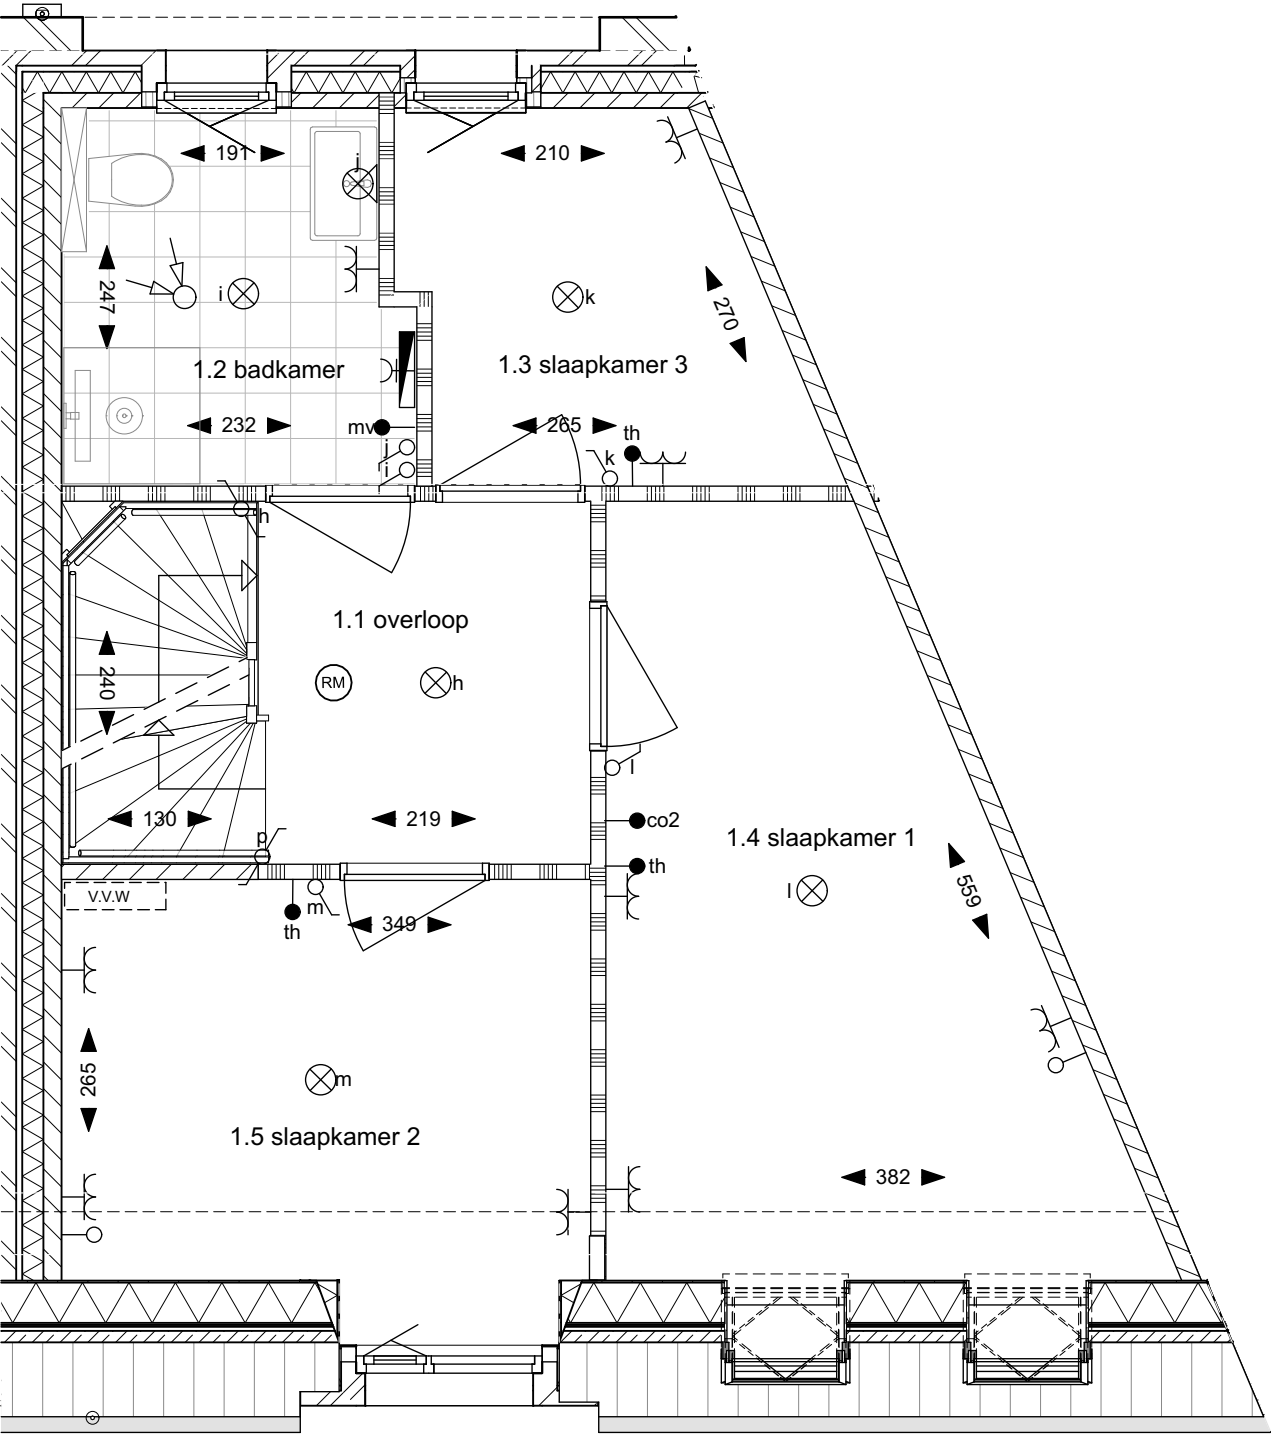 191
210
j
247
i
k
270
1.2 badkamer
1.3 slaapkamer 3
232
265
mv
j
i
th
k
h
1.1 overloop
RM
h
240
l
130
219
co2
p
1.4 slaapkamer 1
th
V.V.W
m
l
559
349
th
265
m
1.5 slaapkamer 2
382